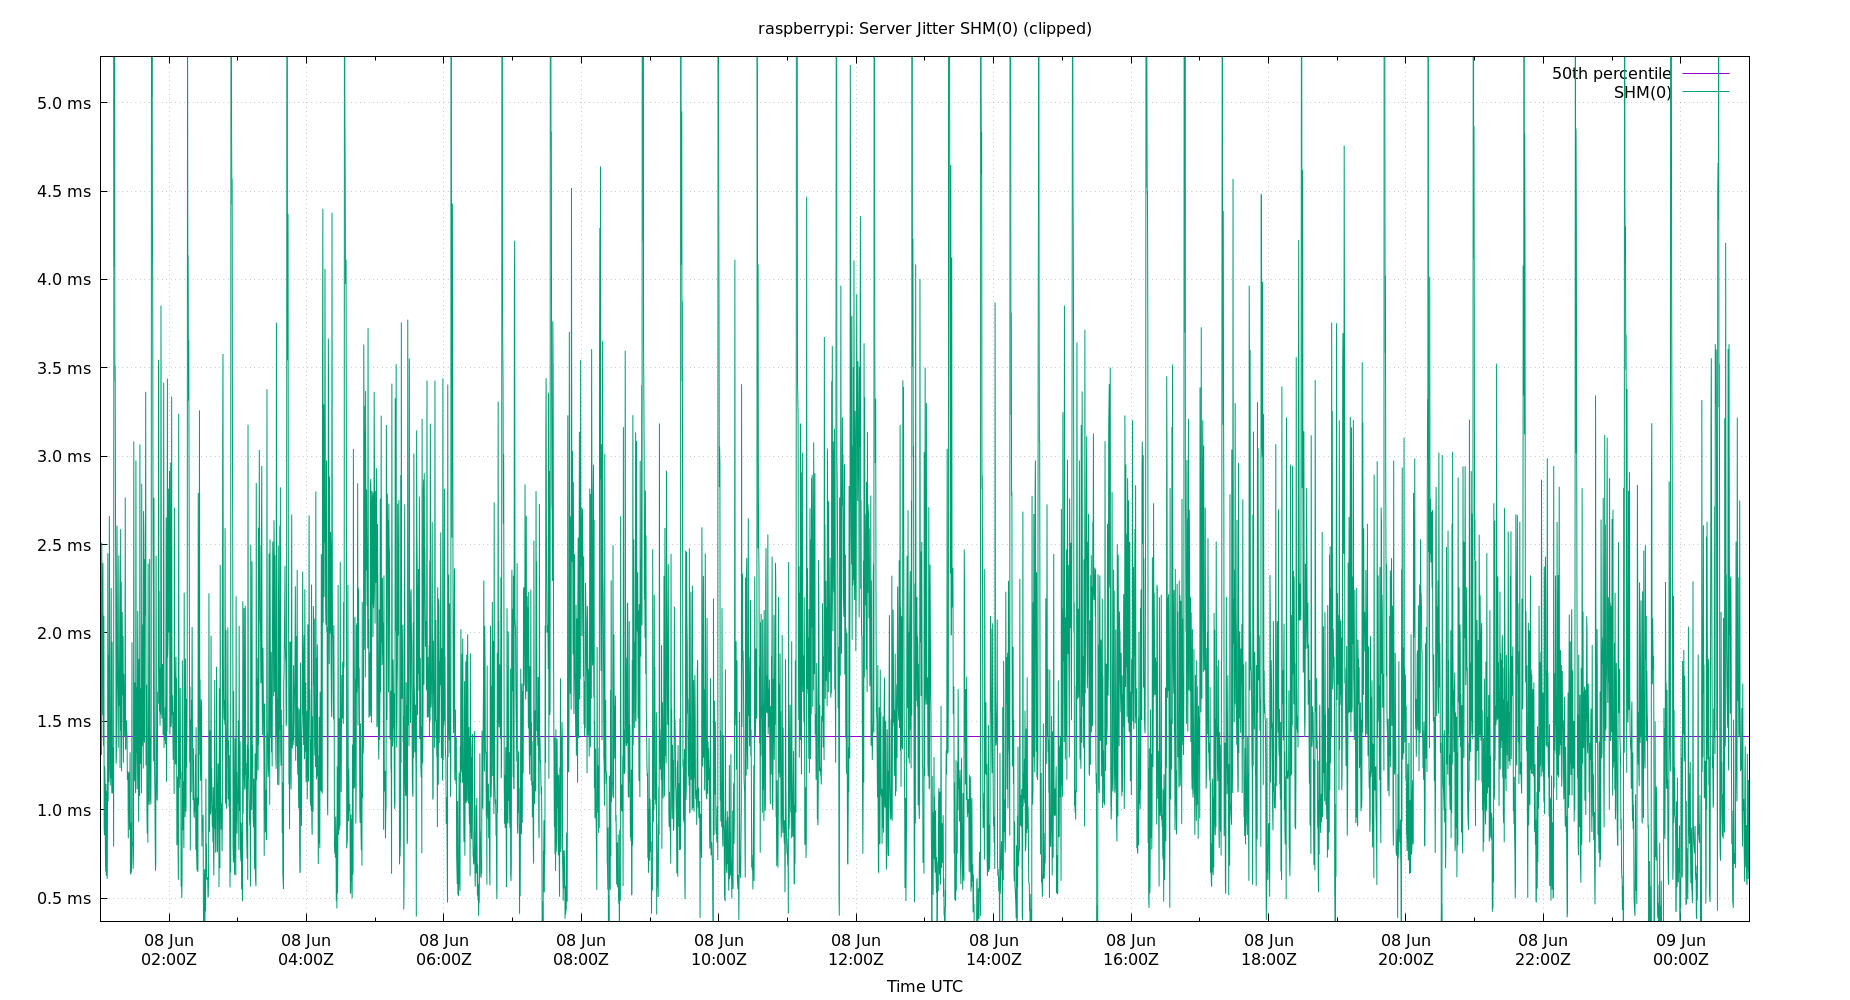 raspberrypi: Server Jitter SHM(0) (clipped)
50th percentile
SHM(0)
5.0 ms
4.5 ms
4.0 ms
3.5 ms
3.0 ms
2.5 ms
2.0 ms
1.5 ms
1.0 ms
0.5 ms
08 Jun 08 Jun 08 Jun 08 Jun 08 Jun 08 Jun 08 Jun 08 Jun 08 Jun 08 Jun 08 Jun 09 Jun
02:00Z 04:00Z 06:00Z 08:00Z 10:00Z 12:00Z 14:00Z 16:00Z 18:00Z 20:00Z 22:00Z 00:00Z
Time UTC